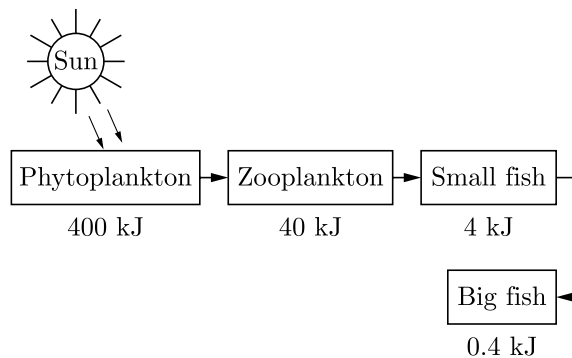 Sun
Phytoplankton Zooplankton Small fish
400 kJ 40 kJ 4 kJ
Big fish
0.4 kJ